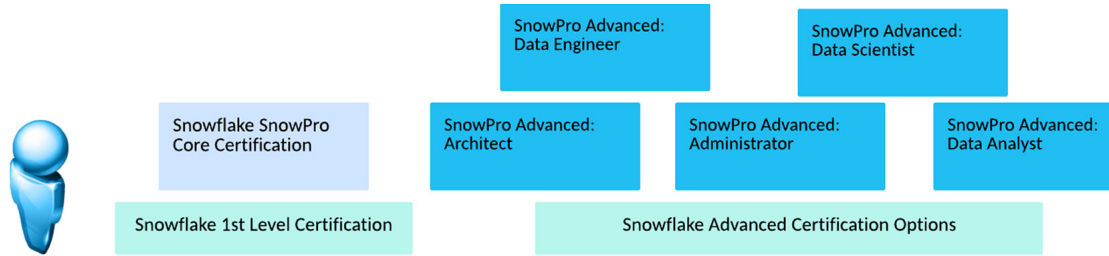 SnowPro Advanced:
Data Engineer
SnowPro Advanced:
Data Scientist
Snowflake SnowPro
Core Certification
SnowPro Advanced:
Architect
SnowPro Advanced:
Administrator
SnowPro Advanced:
Data Analyst
Snowflake 1st Level Certification
Snowflake Advanced Certification Options